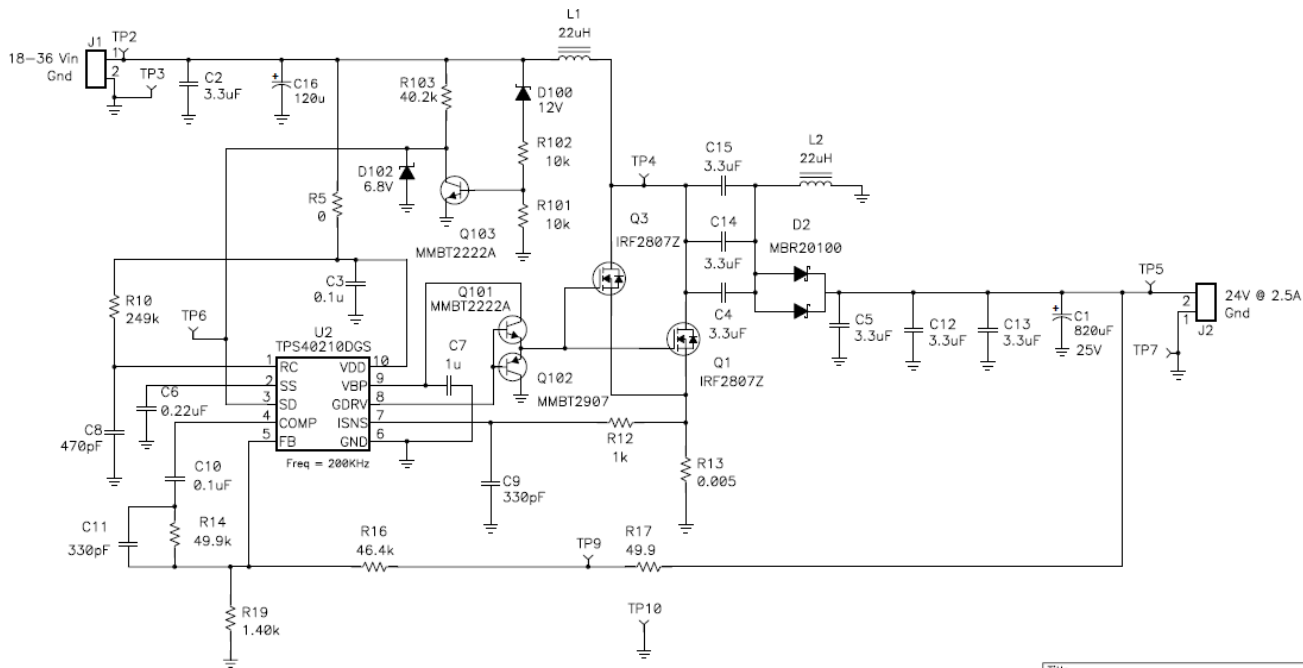 J1
TP2
18-36 Vin
Gnd
1
2
TP3
C2
3.3uF
+
C16
120u
R103
40.2k
D100
12V
L1
22uH
R102
10k
D102
6.8V
R101
10k
Q103
MMBT2222A
R5
0
C3
0.1u
R10
249k
TP6
U2
TPS40210DGS
1
RC
VDD
10
2
SS
VBP
9
3
SD
GDRV
8
4
COMP
ISNS
7
5
FB
GND
6
Freq = 200KHz
C6
0.22uF
C8
470pF
C10
0.1uF
C11
330pF
R14
49.9k
R19
1.40k
Q101
MMBT2222A
C7
1u
Q102
MMBT2907
C9
330pF
R12
1k
R13
0.005
R16
46.4k
TP9
R17
49.9
TP10
TP4
C15
3.3uF
L2
22uH
Q3
IRF2807Z
C14
3.3uF
D2
MBR20100
C4
3.3uF
Q1
IRF2807Z
C5
3.3uF
C12
3.3uF
C13
3.3uF
+
C1
820uF
25V
TP5
2
1
24V @ 2.5A
Gnd
J2
TP7